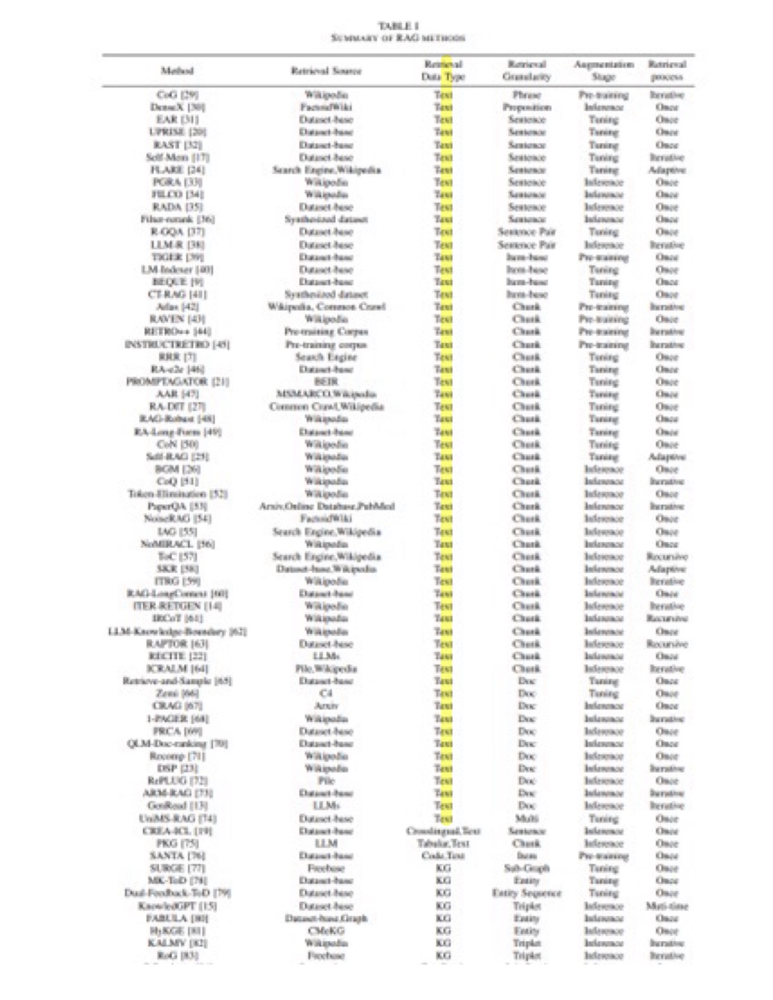 TABLE I
SUMMARY OF RAG METHODS
Method Retrieval Source Retrieval Data Type Retrieval Granularity Augmentation Stage Retrieval process
CoG [29] Wikipedia Text Phrase Pre-training Iterative
DenseX [30] FactoidWiki Text Proposition Inference Once
EAR [31] Dataset-base Text Sentence Tuning Once
UPRISE [20] Dataset-base Text Sentence Tuning Once
RAST [32] Dataset-base Text Sentence Tuning Once
Self-Mem [17] Dataset-base Text Sentence Tuning Iterative
FLARE [24] Search Engine,Wikipedia Text Sentence Tuning Adaptive
PGRA [33] Wikipedia Text Sentence Inference Once
FILCO [34] Wikipedia Text Sentence Inference Once
RADA [35] Dataset-base Text Sentence Inference Once
Filter-rerank [36] Synthesized dataset Text Sentence Inference Once
R-GQA [37] Dataset-base Text Sentence Pair Tuning Once
LLM-R [38] Dataset-base Text Sentence Pair Inference Iterative
TIGER [39] Dataset-base Text Item-base Pre-training Once
LM-Indexer [40] Dataset-base Text Item-base Tuning Once
BEQUE [9] Dataset-base Text Item-base Tuning Once
CT-RAG [41] Synthesized dataset Text Item-base Tuning Once
Atlas [42] Wikipedia, Common Crawl Text Chunk Pre-training Iterative
RAVEN [43] Wikipedia Text Chunk Pre-training Once
RETRO++ [44] Pre-training Corpus Text Chunk Pre-training Iterative
INSTRUCTRETRO [45] Pre-training corpus Text Chunk Pre-training Iterative
RRR [7] Search Engine Text Chunk Tuning Once
RA-e2e [46] Dataset-base Text Chunk Tuning Once
PROMPTAGATOR [21] BEIR Text Chunk Tuning Once
AAR [47] MSMARCO,Wikipedia Text Chunk Tuning Once
RA-DIT [27] Common Crawl,Wikipedia Text Chunk Tuning Once
RAG-Robust [48] Wikipedia Text Chunk Tuning Once
RA-Long-Form [49] Dataset-base Text Chunk Tuning Once
CoN [50] Wikipedia Text Chunk Tuning Once
Self-RAG [25] Wikipedia Text Chunk Tuning Adaptive
BGM [26] Wikipedia Text Chunk Inference Once
CoQ [51] Wikipedia Text Chunk Inference Iterative
Token-Elimination [52] Wikipedia Text Chunk Inference Once
PaperQA [53] Arxiv,Online Database,PubMed Text Chunk Inference Iterative
NoiseRAG [54] FactoidWiki Text Chunk Inference Once
IAG [55] Search Engine,Wikipedia Text Chunk Inference Once
NoMIRACL [56] Wikipedia Text Chunk Inference Once
ToC [57] Search Engine,Wikipedia Text Chunk Inference Recursive
SKR [58] Dataset-base,Wikipedia Text Chunk Inference Adaptive
ITRG [59] Wikipedia Text Chunk Inference Iterative
RAG-LongContext [60] Dataset-base Text Chunk Inference Once
ITER-RETGEN [14] Wikipedia Text Chunk Inference Iterative
IRCoT [61] Wikipedia Text Chunk Inference Recursive
LLM-Knowledge-Boundary [62] Wikipedia Text Chunk Inference Once
RAPTOR [63] Dataset-base Text Chunk Inference Recursive
RECITE [22] LLMs Text Chunk Inference Once
ICRALM [64] Pile,Wikipedia Text Chunk Inference Iterative
Retrieve-and-Sample [65] Dataset-base Text Doc Tuning Once
Zemi [66] C4 Text Doc Tuning Once
CRAG [67] Arxiv Text Doc Inference Once
1-PAGER [68] Wikipedia Text Doc Inference Iterative
PRCA [69] Dataset-base Text Doc Inference Once
QLM-Doc-ranking [70] Dataset-base Text Doc Inference Once
Recomp [71] Wikipedia Text Doc Inference Once
DSP [23] Wikipedia Text Doc Inference Iterative
RePLUG [72] Pile Text Doc Inference Once
ARM-RAG [73] Dataset-base Text Doc Inference Iterative
GenRead [13] LLMs Text Doc Inference Iterative
UniMS-RAG [74] Dataset-base Text Multi Tuning Once
CREA-ICL [19] Dataset-base Crosslingual,Text Sentence Inference Once
PKG [75] LLM Tabular,Text Chunk Inference Once
SANTA [76] Dataset-base Code,Text Item Pre-training Once
SURGE [77] Freebase KG Sub-Graph Tuning Once
MK-ToD [78] Dataset-base KG Entity Tuning Once
Dual-Feedback-ToD [79] Dataset-base KG Entity Sequence Tuning Once
KnowledGPT [15] Dataset-base KG Triplet Inference Muti-time
FABULA [80] Dataset-base,Graph KG Entity Inference Once
HyKGE [81] CMeKG KG Entity Inference Once
KALMV [82] Wikipedia KG Triplet Inference Iterative
RoG [83] Freebase KG Triplet Inference Iterative